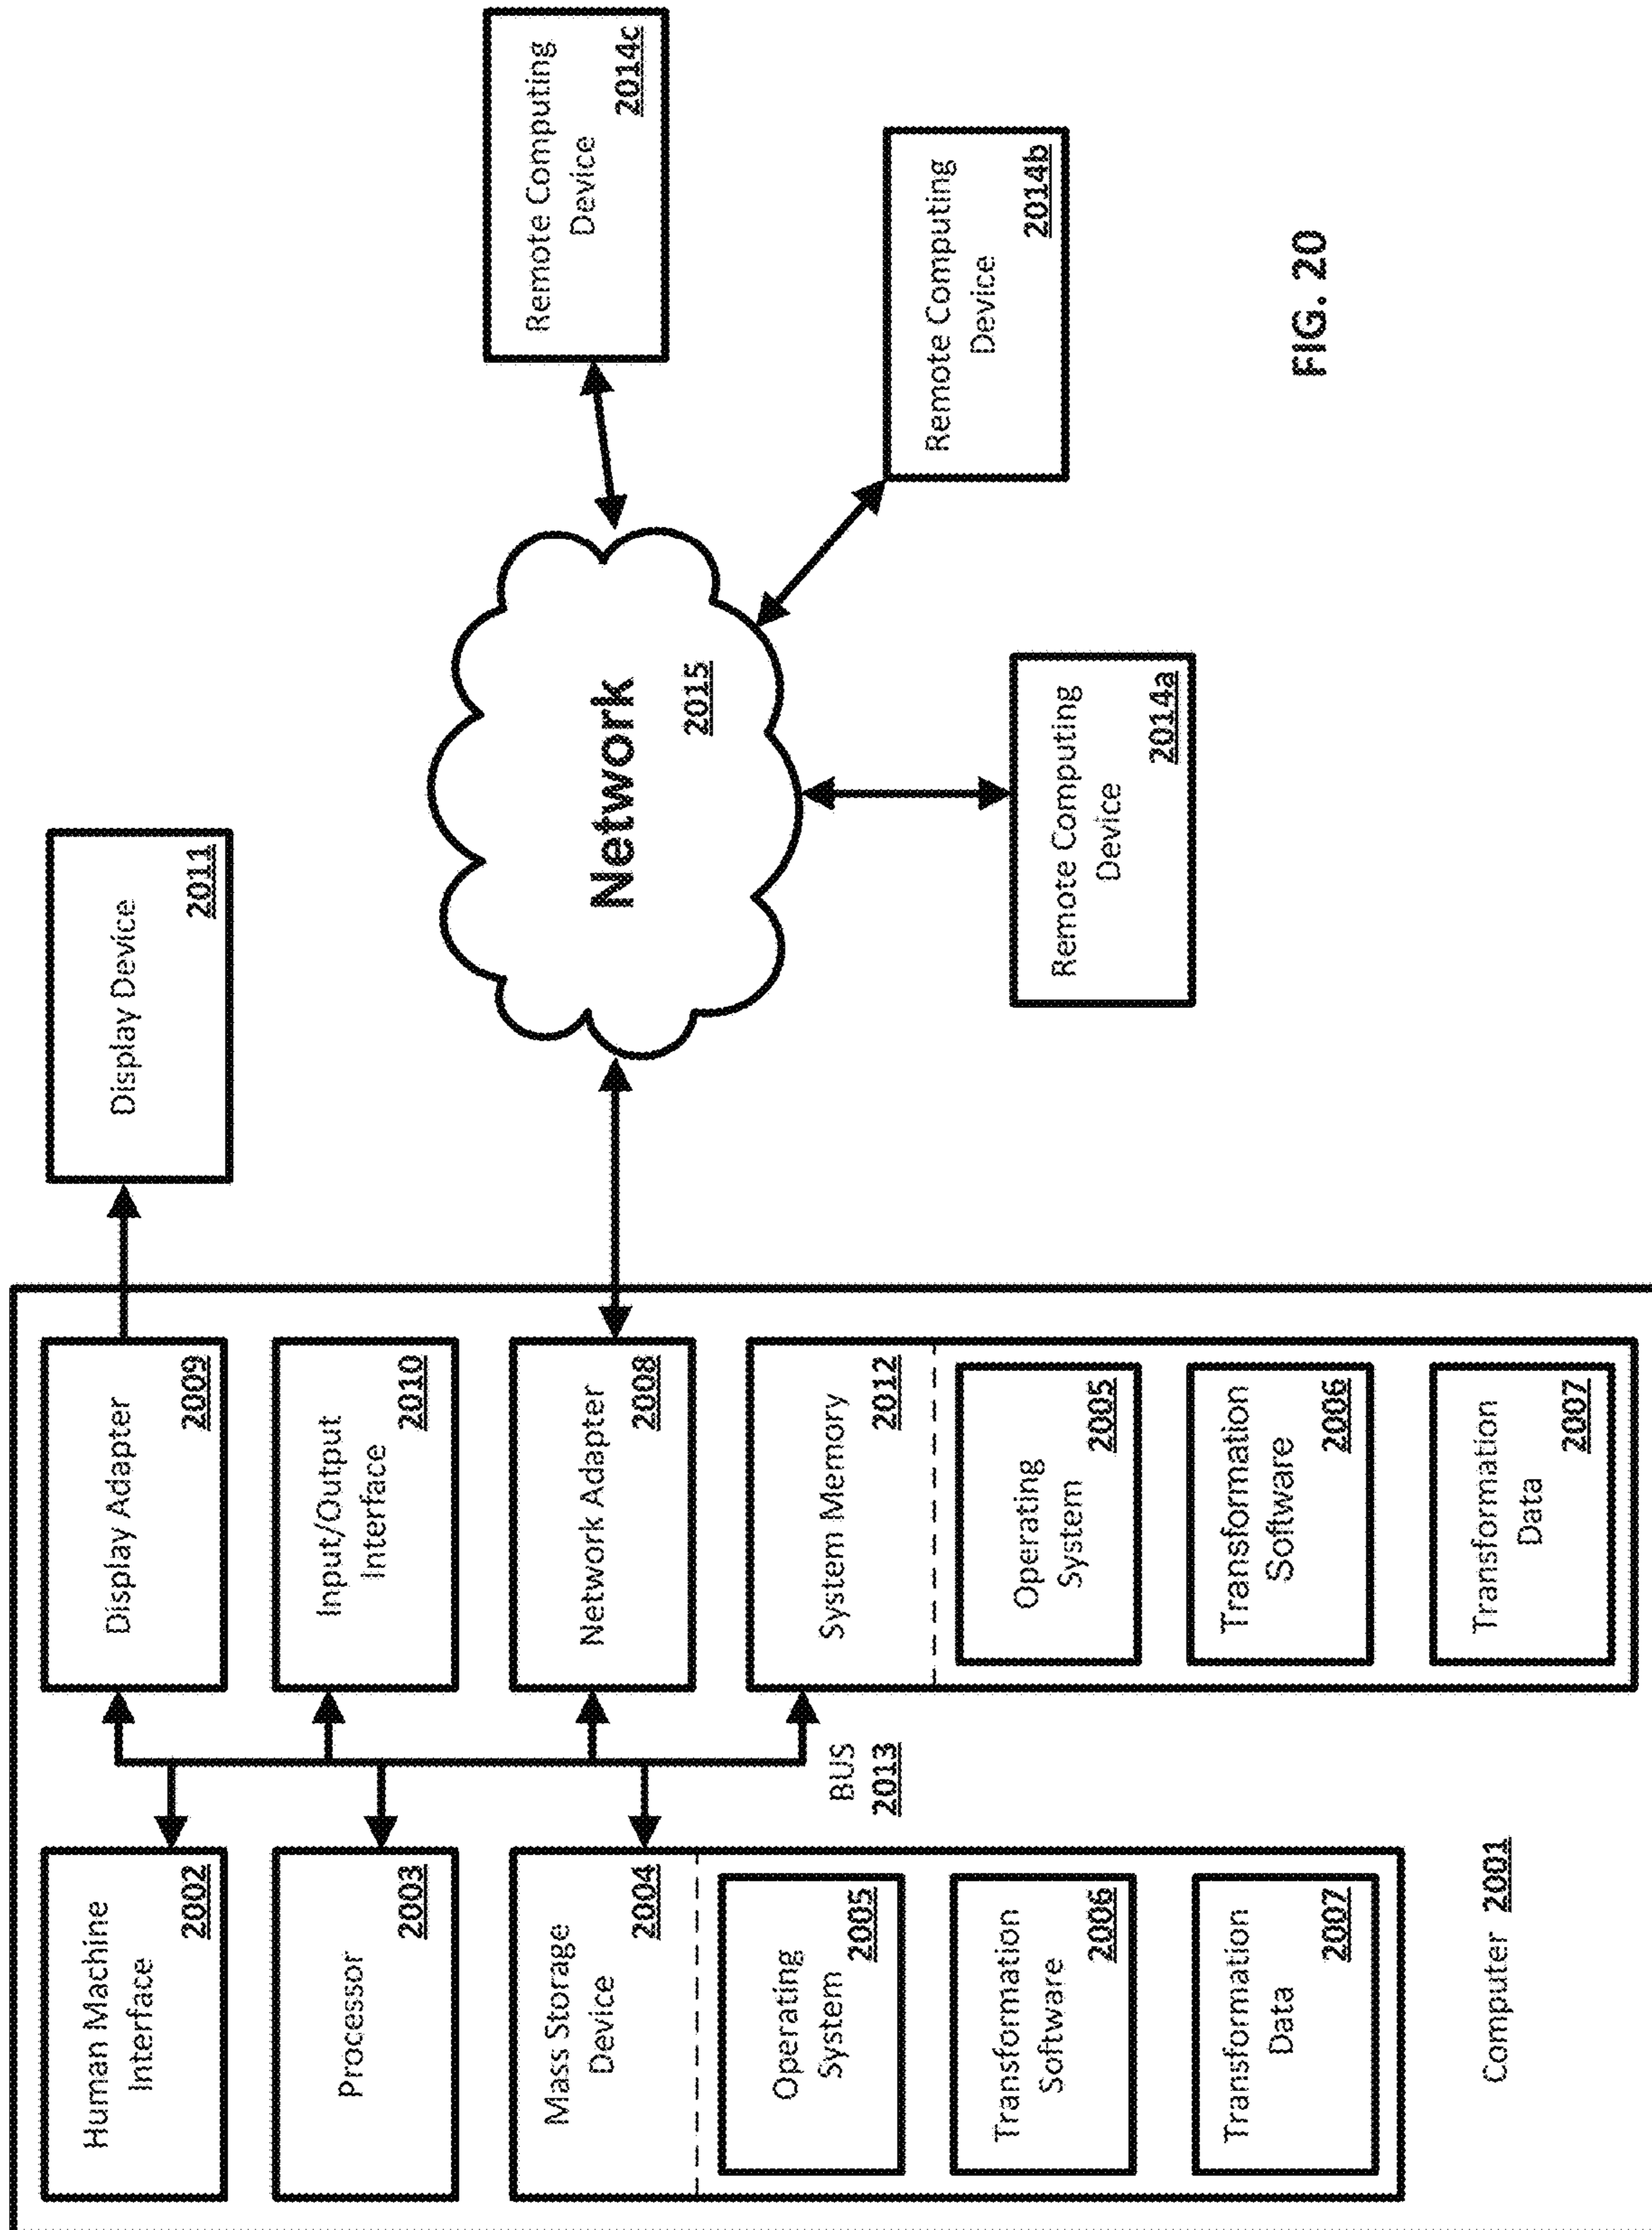 Human Machine
Interface
2002
Processor
2003
Mass Storage
Device
2004
Operating
System
2005
Transformation
Software
2006
Transformation
Data
2007
Computer 2001
BUS
2013
Display Adapter
2009
Input/Output
Interface
2010
Network Adapter
2008
System Memory
2012
Operating
System
2005
Transformation
Software
2006
Transformation
Data
2007
Display Device
2011
Network
2015
Remote Computing
Device
2014a
Remote Computing
Device
2014b
Remote Computing
Device
2014c
FIG. 20